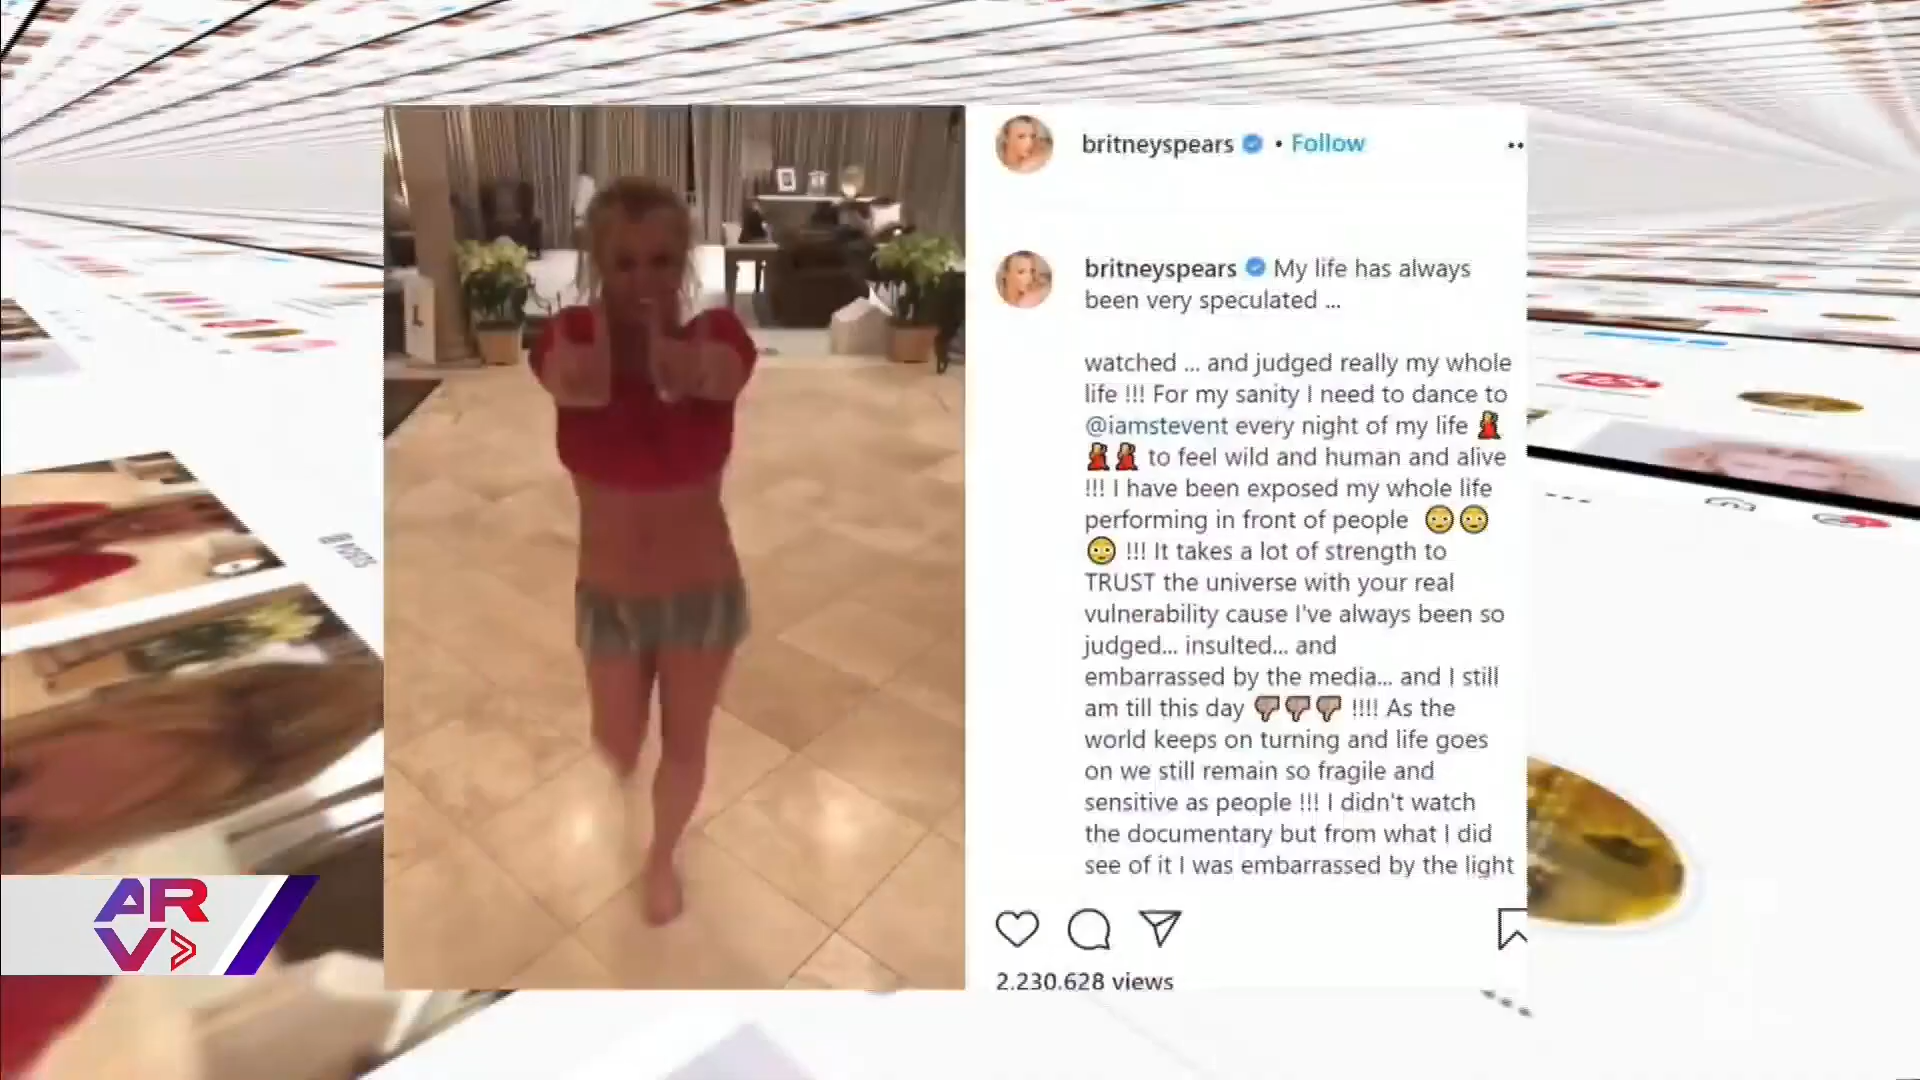 britneyspears • Follow
britneyspears My life has always
been very speculated ...
watched ... and judged really my whole
life !!! For my sanity I need to dance to
@iamstevent every night of my life 💃
💃💃 to feel wild and human and alive
!!! I have been exposed my whole life
performing in front of people 😳😳
😳 !!! It takes a lot of strength to
TRUST the universe with your real
vulnerability cause I've always been so
judged... insulted... and
embarrassed by the media... and I still
am till this day 👎🏼👎🏼👎🏼 !!!! As the
world keeps on turning and life goes
on we still remain so fragile and
sensitive as people !!! I didn't watch
the documentary but from what I did
see of it I was embarrassed by the light
2.230.628 views
ARV